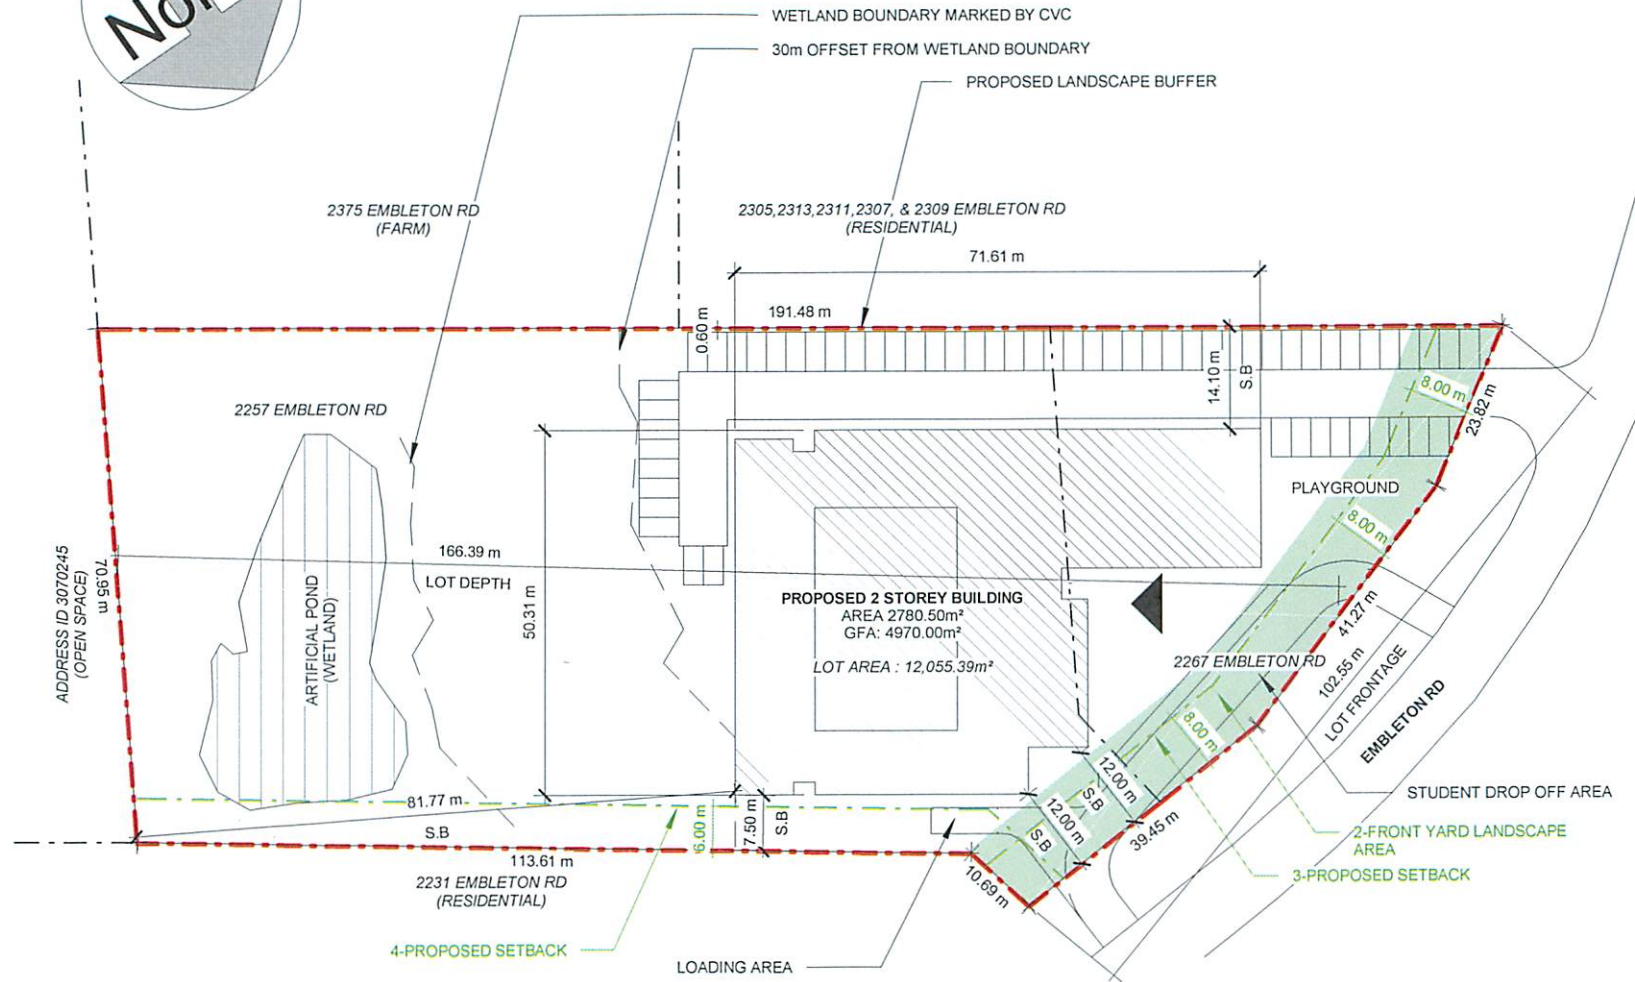 Nor
WETLAND BOUNDARY MARKED BY CVC
30m OFFSET FROM WETLAND BOUNDARY
PROPOSED LANDSCAPE BUFFER
2375 EMBLETON RD
(FARM)
2305,2313,2311,2307, & 2309 EMBLETON RD
(RESIDENTIAL)
71.61 m
191.48 m
0.60 m
14.10 m
S.B
8.00 m
23.82 m
2257 EMBLETON RD
PLAYGROUND
8.00 m
166.39 m
LOT DEPTH
ADDRESS ID 3070245
(OPEN SPACE)
70.95 m
ARTIFICIAL POND
(WETLAND)
50.31 m
PROPOSED 2 STOREY BUILDING
AREA 2780.50m²
GFA: 4970.00m²
LOT AREA : 12,055.39m²
41.27 m
2267 EMBLETON RD
102.55 m
LOT FRONTAGE
EMBLETON RD
8.00 m
12.00 m
S.B
12.00 m
S.B
39.45 m
STUDENT DROP OFF AREA
81.77 m
S.B
6.00 m
7.50 m
S.B
2-FRONT YARD LANDSCAPE
AREA
3-PROPOSED SETBACK
113.61 m
10.69 m
2231 EMBLETON RD
(RESIDENTIAL)
4-PROPOSED SETBACK
LOADING AREA